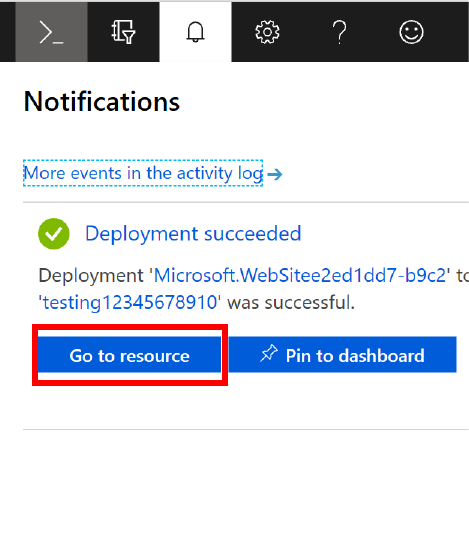 Notifications
More events in the activity log
Deployment succeeded
Deployment 'Microsoft.WebSitee2ed1dd7-b9c2' to
'testing12345678910' was successful.
Go to resource
Pin to dashboard